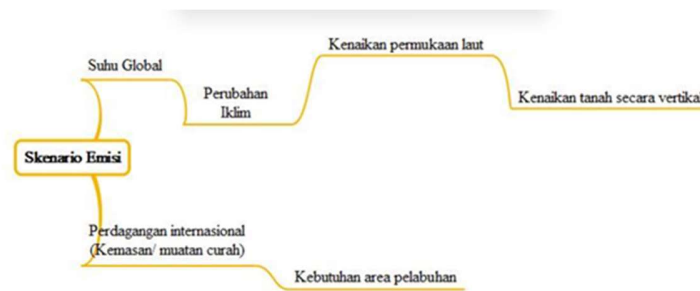 Suhu Global
Perubahan
Iklim
Kenaikan permukaan laut
Kenaikan tanah secara vertikal
Skenario Emisi
Perdagangan internasional
(Kemasan/ muatan curah)
Kebutuhan area pelabuhan